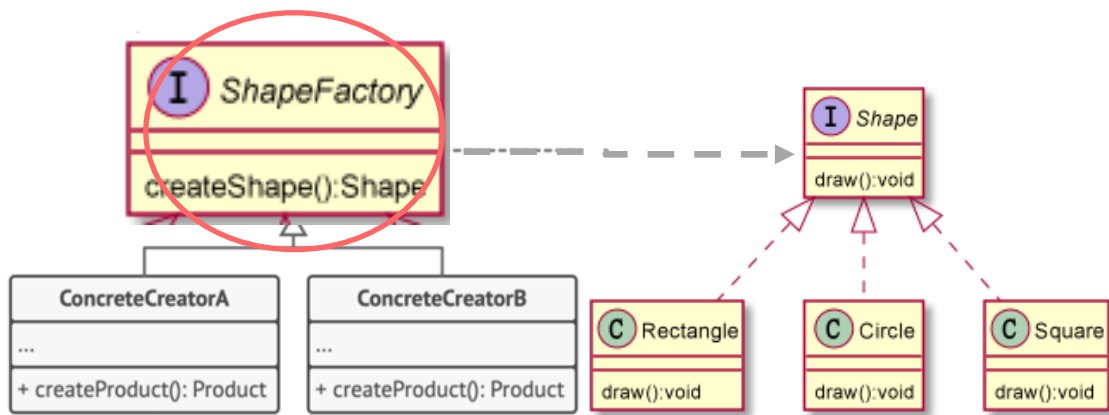 I ShapeFactory
createShape():Shape
I Shape
draw():void
ConcreteCreatorA
...
+ createProduct(): Product
ConcreteCreatorB
...
+ createProduct(): Product
C Rectangle
draw():void
C Circle
draw():void
C Square
draw():void